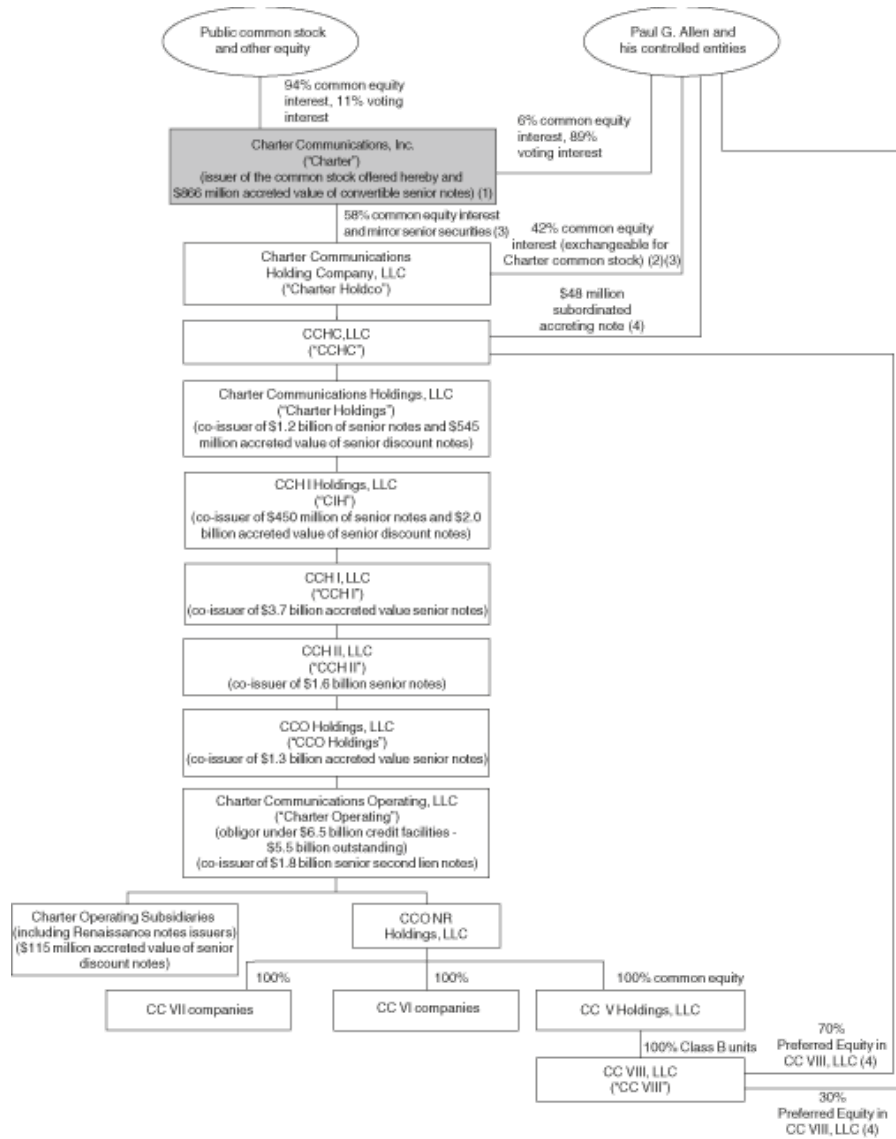 Public common stock
and other equity
Paul G. Allen and
his controlled entities
94% common equity
interest, 11% voting
interest
6% common equity
interest, 89%
voting interest
Charter Communications, Inc.
("Charter")
(issuer of the common stock offered hereby and
$866 million accreted value of convertible senior notes) (1)
58% common equity interest
and mirror senior securities (3)
42% common equity
interest (exchangeable for
Charter common stock) (2)(3)
Charter Communications
Holding Company, LLC
("Charter Holdco")
$48 million
subordinated
accreting note (4)
CCHC,LLC
("CCHC")
Charter Communications Holdings, LLC
("Charter Holdings")
(co-issuer of $1.2 billion of senior notes and $545
million accreted value of senior discount notes)
CCH I Holdings, LLC
("CIH")
(co-issuer of $450 million of senior notes and $2.0
billion accreted value of senior discount notes)
CCH I, LLC
("CCH I")
(co-issuer of $3.7 billion accreted value senior notes)
CCH II, LLC
("CCH II")
(co-issuer of $1.6 billion senior notes)
CCO Holdings, LLC
("CCO Holdings")
(co-issuer of $1.3 billion accreted value senior notes)
Charter Communications Operating, LLC
("Charter Operating")
(obligor under $6.5 billion credit facilities -
$5.5 billion outstanding)
(co-issuer of $1.8 billion senior second lien notes)
Charter Operating Subsidiaries
(including Renaissance notes issuers)
($115 million accreted value of senior
discount notes)
CCO NR
Holdings, LLC
100%
100%
100% common equity
CC VII companies
CC VI companies
CC V Holdings, LLC
100% Class B units
70%
Preferred Equity in
CC VIII, LLC (4)
CC VIII, LLC
("CC VIII")
30%
Preferred Equity in
CC VIII, LLC (4)